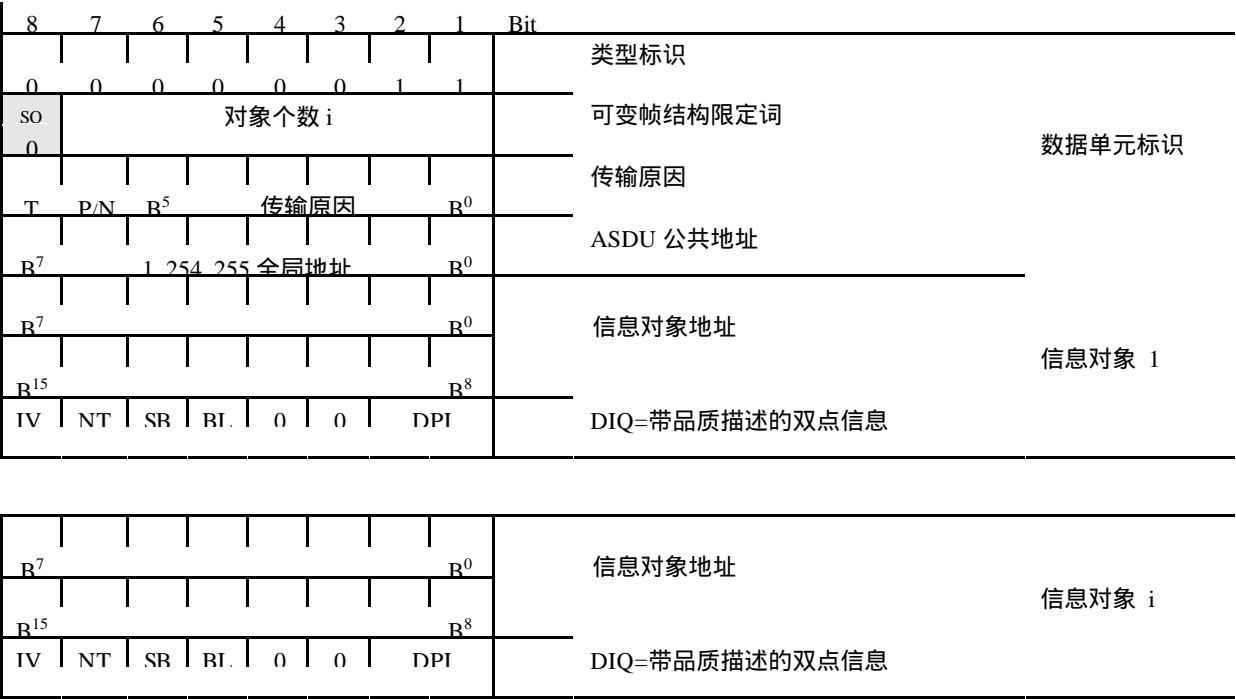 8 7 6 5 4 3 2 1 Bit
类型标识
0 0 0 0 0 0 1 1
SQ 对象个数 i 可变帧结构限定词
0 数据单元标识
传输原因
T P/N B5 传输原因 B0
ASDU 公共地址
B7 1..254, 255 全局地址 B0
B7 B0 信息对象地址
信息对象 1
B15 B8
IV NT SB BL 0 0 DPI DIQ=带品质描述的双点信息
B7 B0 信息对象地址
信息对象 i
B15 B8
IV NT SB BL 0 0 DPI DIQ=带品质描述的双点信息